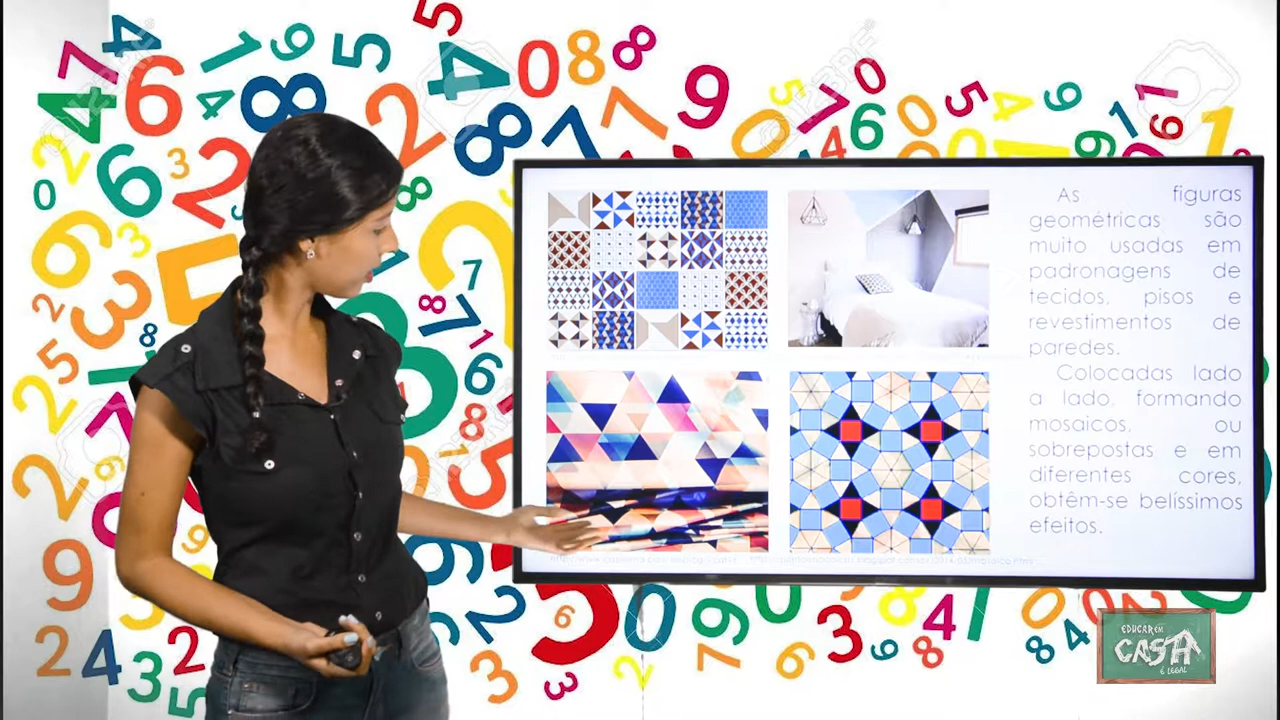 As figuras
geométricas são
muito usadas em
padronagens de
tecidos, pisos e
revestimentos de
paredes.
Colocadas lado
a lado, formando
mosaicos, ou
sobrepostas e em
diferentes cores,
obtêm-se belíssimos
efeitos.
EDUCAR EM
CASA
É LEGAL